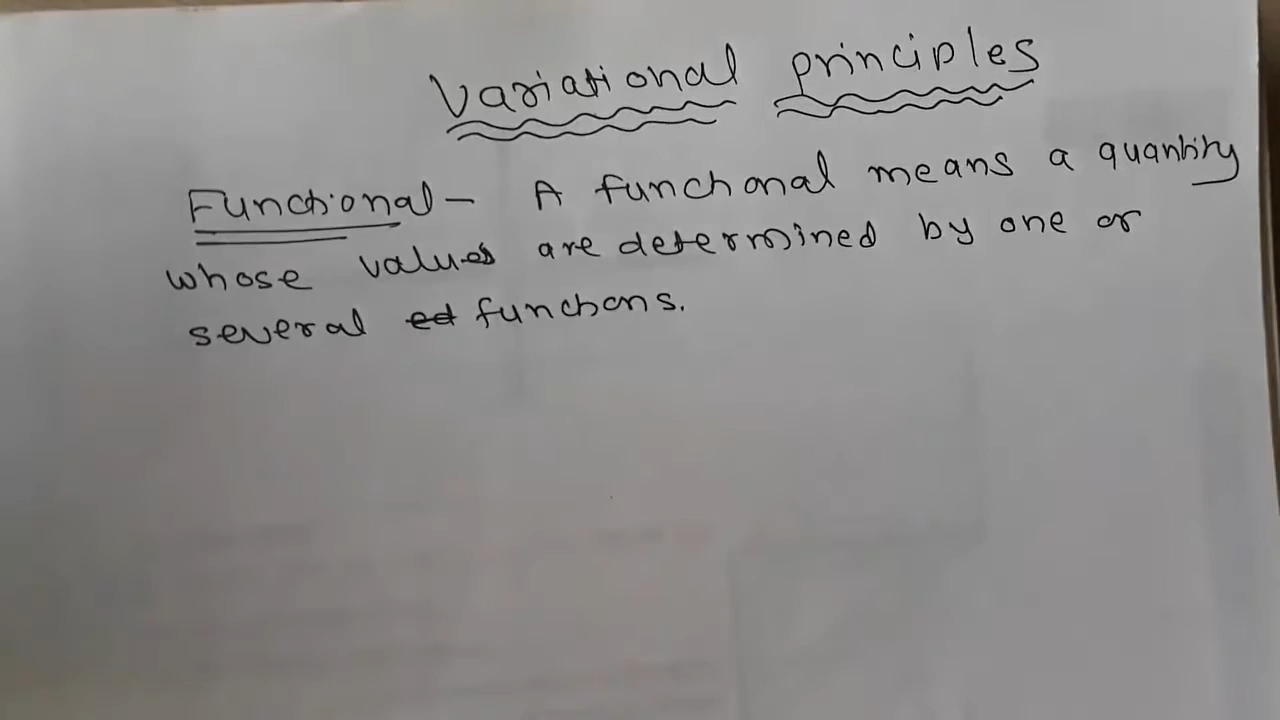 Variational principles
Functional - A functional means a quantity
whose values are determined by one or
several ed functions.